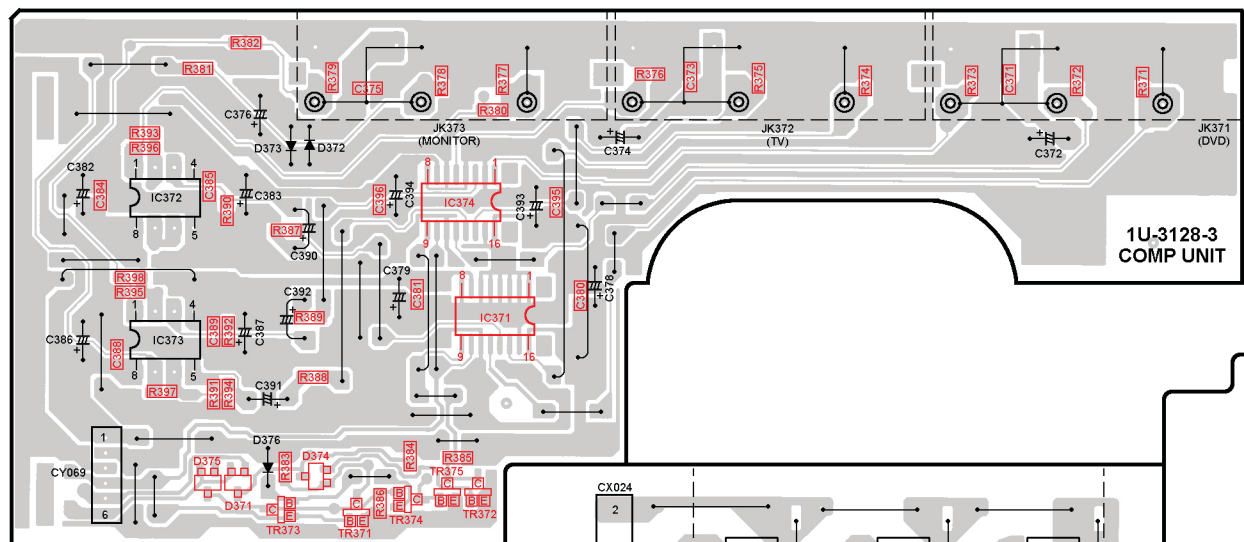 R382
R381
R379
C375
R378
R377
R380
R376
C373
R375
R374
R373
C371
R372
R371
C376
JK373
(MONITOR)
JK372
(TV)
JK371
(DVD)
R393
R396
D373
D372
C374
C372
C382
1
4
C384
IC372
C385
R390
C383
8
5
R387
C390
C396
C394
8
1
IC374
9
16
C393
C395
1U-3128-3
COMP UNIT
R398
R395
C379
C381
8
1
IC371
9
16
C380
C378
C392
R389
1
4
C386
IC373
C389
R392
C387
C388
8
5
R397
R391
R394
C391
R388
CY069
1
6
D375
D371
D376
R383
D374
C
B
E
TR373
C
B
E
TR371
R386
R384
B
E
C
TR374
R385
TR375
C
B
E
C
B
E
TR372
CX024
2